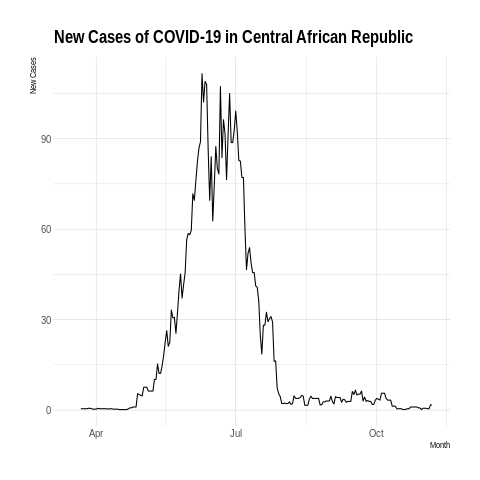 New Cases of COVID-19 in Central African Republic
New Cases
90
60
30
0
Apr Jul Oct
Month